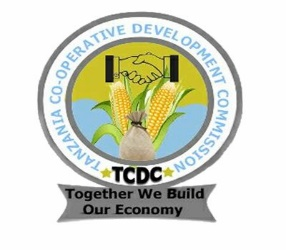 TANZANIA CO-OPERATIVE DEVELOPMENT COMMISSION
TCDC
Together We Build
Our Economy